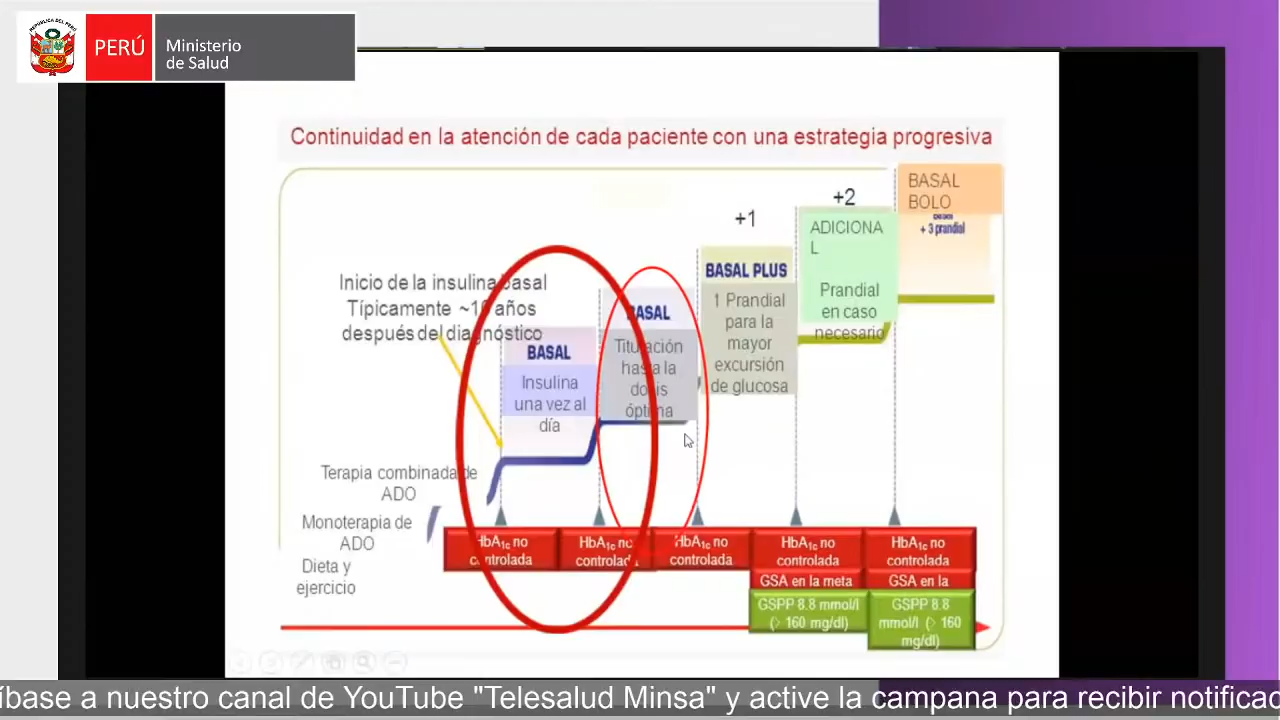 REPÚBLICA DEL PERÚ
PERÚ
Ministerio
de Salud
Continuidad en la atención de cada paciente con una estrategia progresiva
BASAL
BOLO
+ 3 prandial
+2
ADICIONA
L
Prandial
en caso
necesario
+1
BASAL PLUS
1 Prandial
para la
mayor
excursión
de glucosa
BASAL
Titulación
hasta la
dosis
óptima
Inicio de la insulina basal
Típicamente ~10 años
después del diagnóstico
BASAL
Insulina
una vez al
día
Terapia combinada de
ADO
Monoterapia de
ADO
Dieta y
ejercicio
HbA1c no
controlada
HbA1c no
controlada
HbA1c no
controlada
HbA1c no
controlada
GSA en la meta
GSPP 8.8 mmol/l
(> 160 mg/dl)
HbA1c no
controlada
GSA en la
GSPP 8.8
mmol/l (> 160
mg/dl)
íbase a nuestro canal de YouTube "Telesalud Minsa" y active la campana para recibir notificac